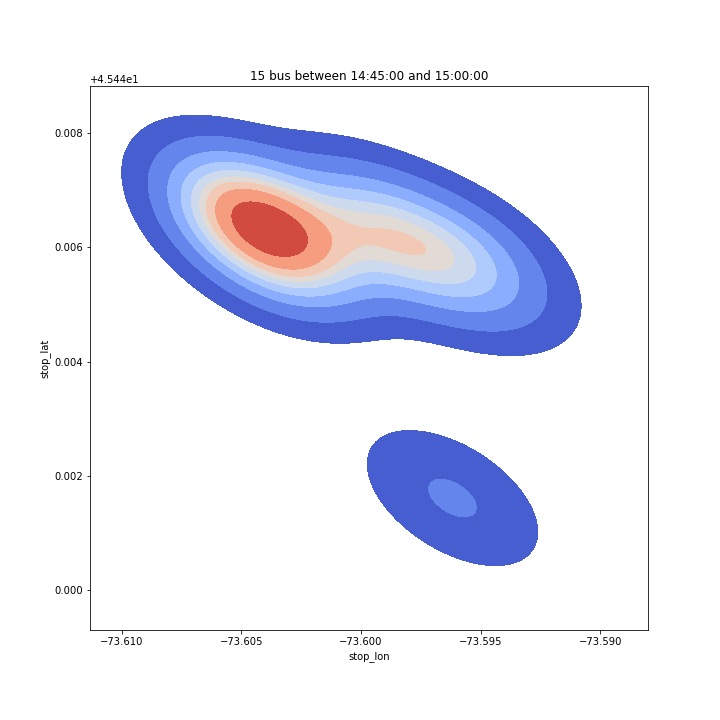 15 bus between 14:45:00 and 15:00:00
+4.544e1
0.008
0.006
0.004
0.002
0.000
stop_lat
−73.610 −73.605 −73.600 −73.595 −73.590
stop_lon